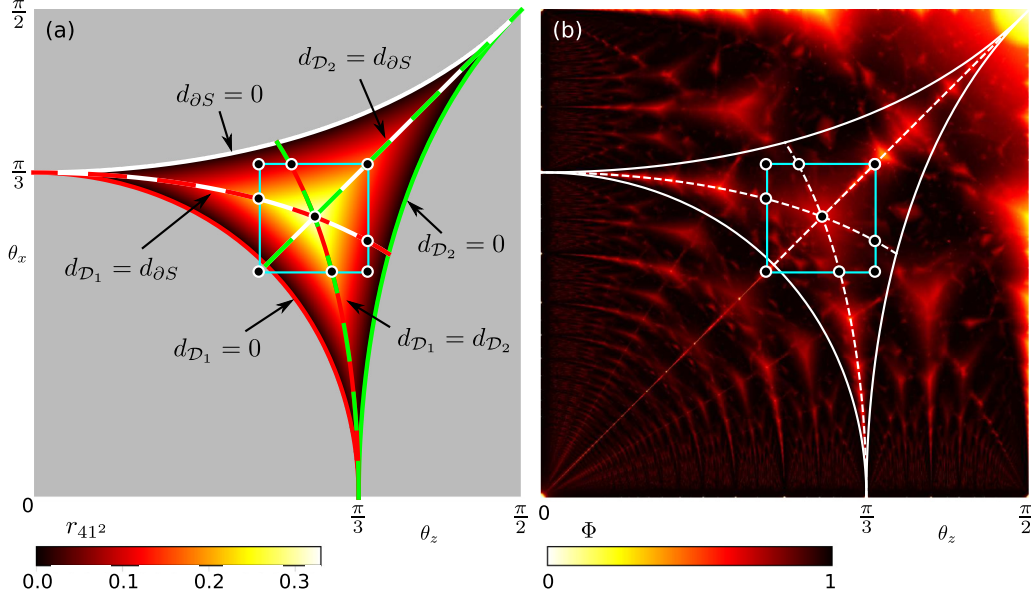 π/2
(a)
d_{𝒟₂} = d_{∂S}
d_{∂S} = 0
π/3
θ_x
d_{𝒟₁} = d_{∂S}
d_{𝒟₂} = 0
d_{𝒟₁} = 0
d_{𝒟₁} = d_{𝒟₂}
0
π/3
θ_z
π/2
r_{41²}
0.0 0.1 0.2 0.3
(b)
0
π/3
θ_z
π/2
Φ
0 1